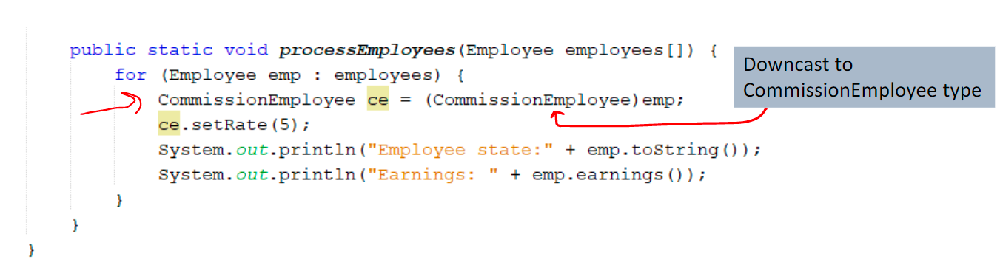 public static void processEmployees(Employee employees[]) {
for (Employee emp : employees) {
CommissionEmployee ce = (CommissionEmployee)emp;
ce.setRate(5);
System.out.println("Employee state:" + emp.toString());
System.out.println("Earnings: " + emp.earnings());
}
}
}
Downcast to
CommissionEmployee type